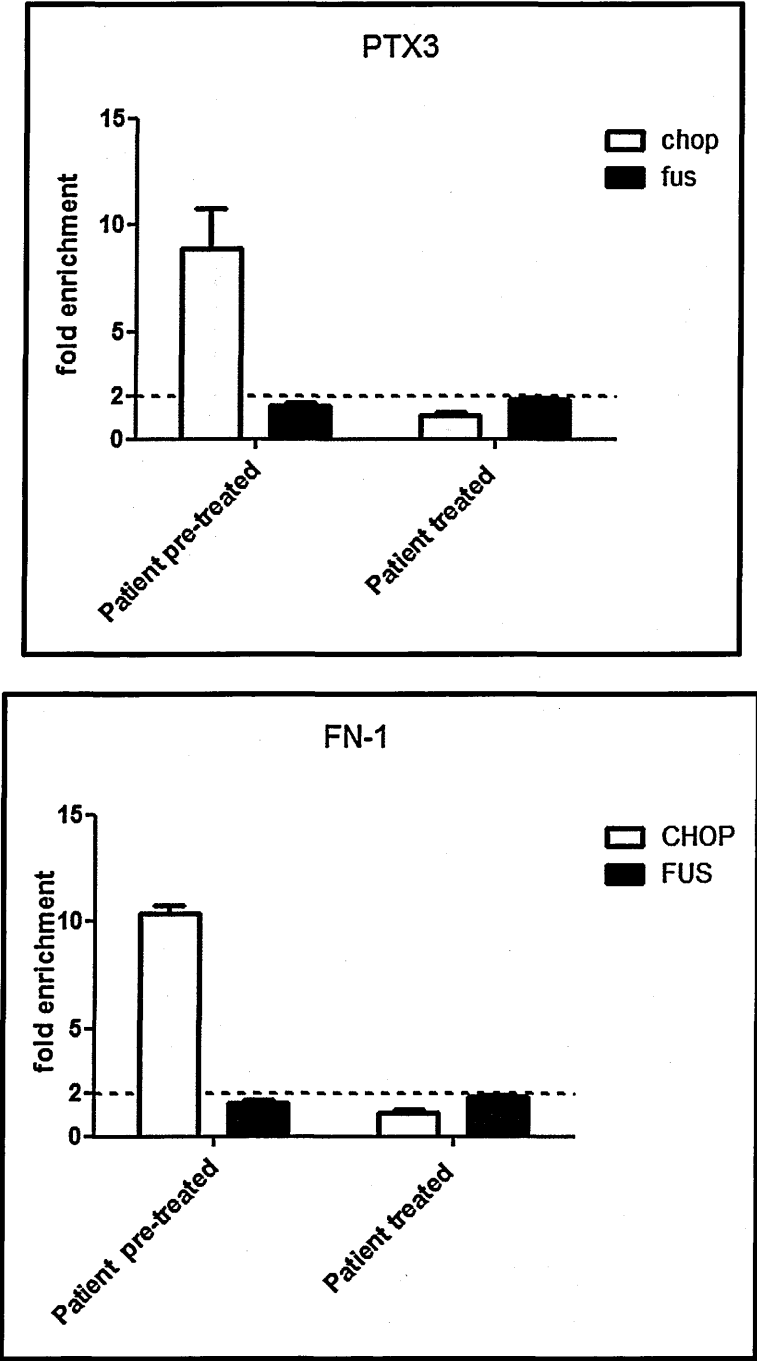 PTX3
15
10
5
2
0
fold enrichment
chop
fus
Patient pre-treated
Patient treated
FN-1
15
10
5
2
0
fold enrichment
CHOP
FUS
Patient pre-treated
Patient treated